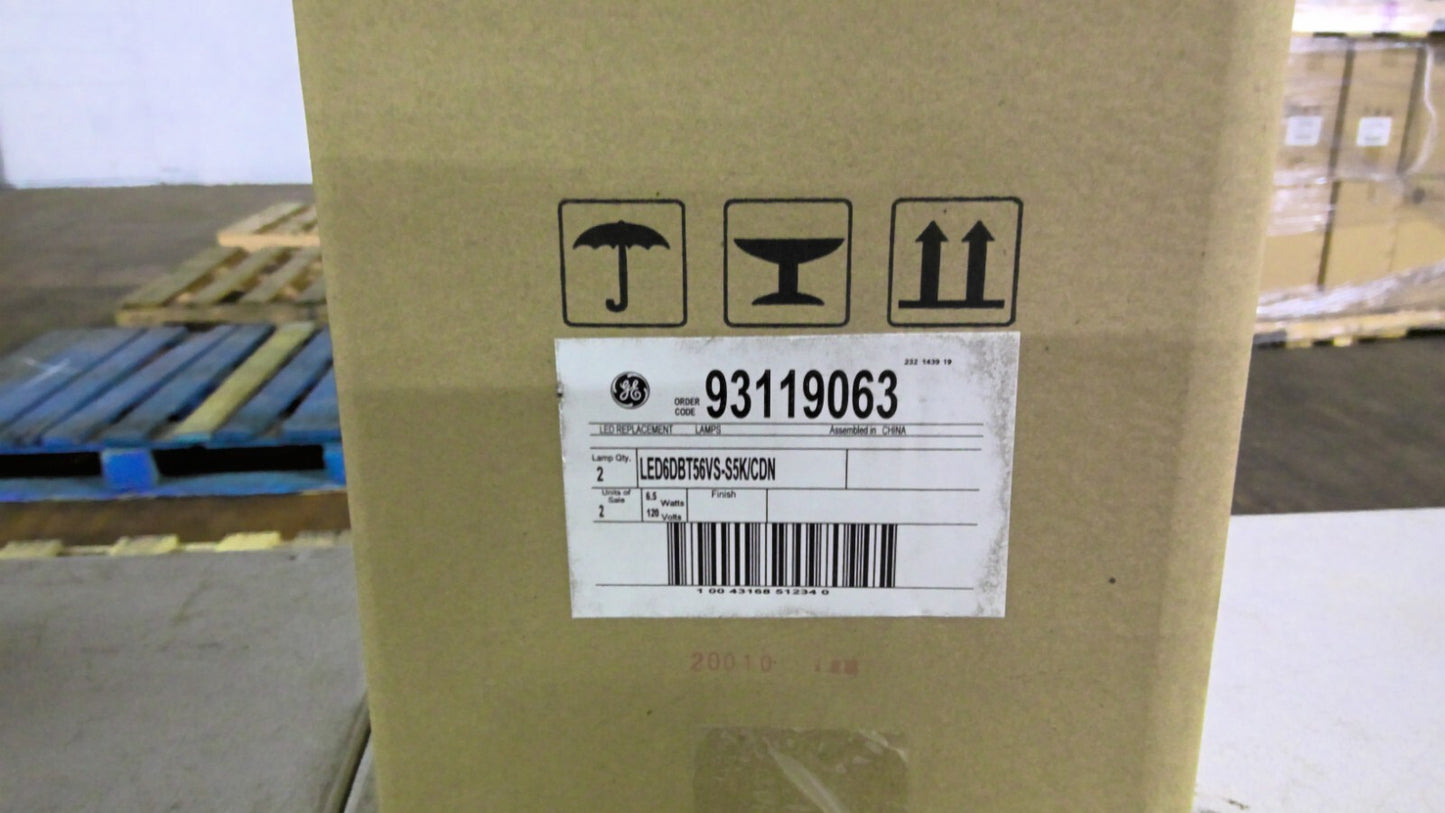 232 1439 19
GE
ORDER CODE 93119063
LED REPLACEMENT LAMPS Assembled in CHINA
Lamp Qty. 2 LED6DBT56VS-S5K/CDN
Units of Sale 2 6.5 Watts 120 Volts Finish
1 00 43168 51234 0
20010